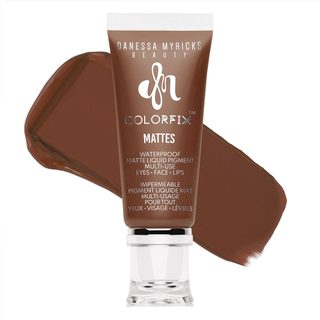 DANESSA MYRICKS
BEAUTY
COLORFIX™
MATTES
WATERPROOF
MATTE LIQUID PIGMENT
MULTI-USE
EYES • FACE • LIPS
IMPERMÉABLE
PIGMENT LIQUIDE MAT
MULTI-USAGE
POUR TOUT
YEUX • VISAGE • LÈVRES